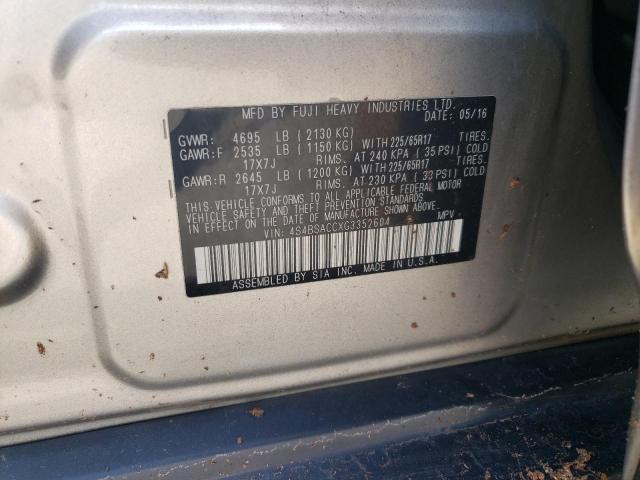 MFD BY FUJI HEAVY INDUSTRIES LTD.
DATE: 05/16
GVWR: 4695 LB ( 2130 KG)
GAWR:F 2535 LB ( 1150 KG) WITH 225/65R17 TIRES.
17X7J RIMS. AT 240 KPA ( 35 PSI) COLD
GAWR:R 2645 LB ( 1200 KG) WITH 225/65R17 TIRES.
17X7J RIMS. AT 230 KPA ( 33 PSI) COLD
THIS VEHICLE CONFORMS TO ALL APPLICABLE FEDERAL MOTOR
VEHICLE SAFETY AND BUMPER STANDARDS IN EFFECT ON THE DATE OF
MANUFACTURE SHOWN ABOVE.
VIN: 4S4BSACCXG3352604 MPV
ASSEMBLED BY SIA INC. MADE IN U.S.A.